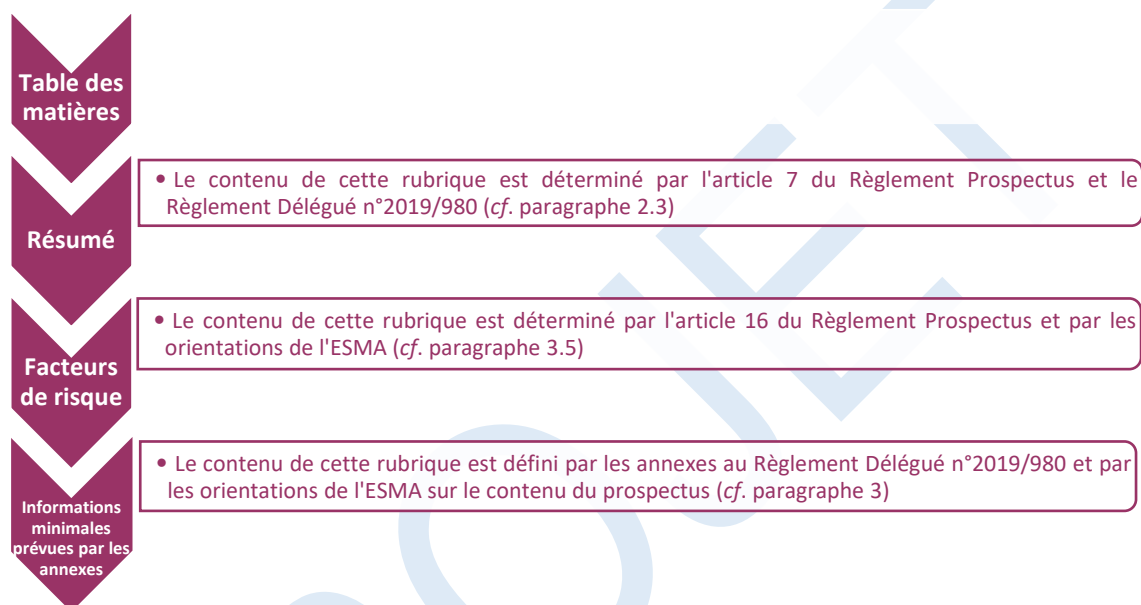 Table des
matières
Résumé
• Le contenu de cette rubrique est déterminé par l'article 7 du Règlement Prospectus et le
Règlement Délégué n°2019/980 (cf. paragraphe 2.3)
Facteurs
de risque
• Le contenu de cette rubrique est déterminé par l'article 16 du Règlement Prospectus et par les
orientations de l'ESMA (cf. paragraphe 3.5)
Informations
minimales
prévues par les
annexes
• Le contenu de cette rubrique est défini par les annexes au Règlement Délégué n°2019/980 et par
les orientations de l'ESMA sur le contenu du prospectus (cf. paragraphe 3)